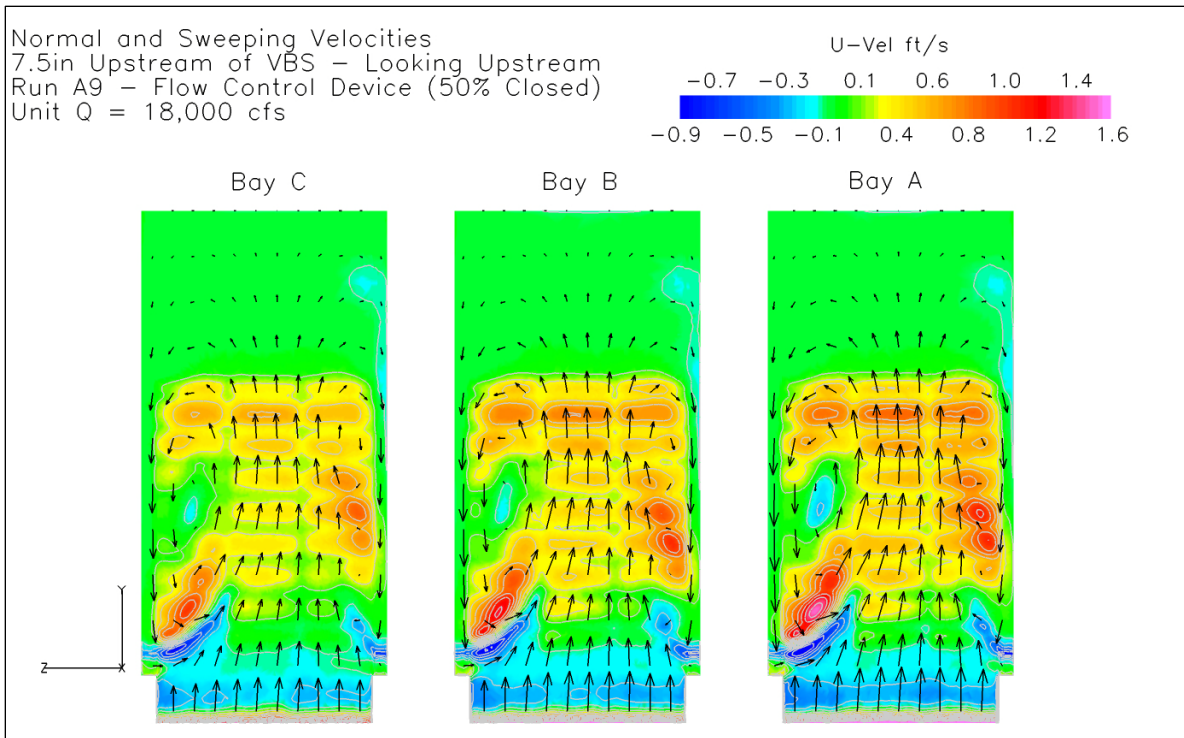 Normal and Sweeping Velocities
7.5in Upstream of VBS – Looking Upstream
Run A9 – Flow Control Device (50% Closed)
Unit Q = 18,000 cfs
U-Vel ft/s
-0.7 -0.3 0.1 0.6 1.0 1.4
-0.9 -0.5 -0.1 0.4 0.8 1.2 1.6
Bay C Bay B Bay A
Y
Z X